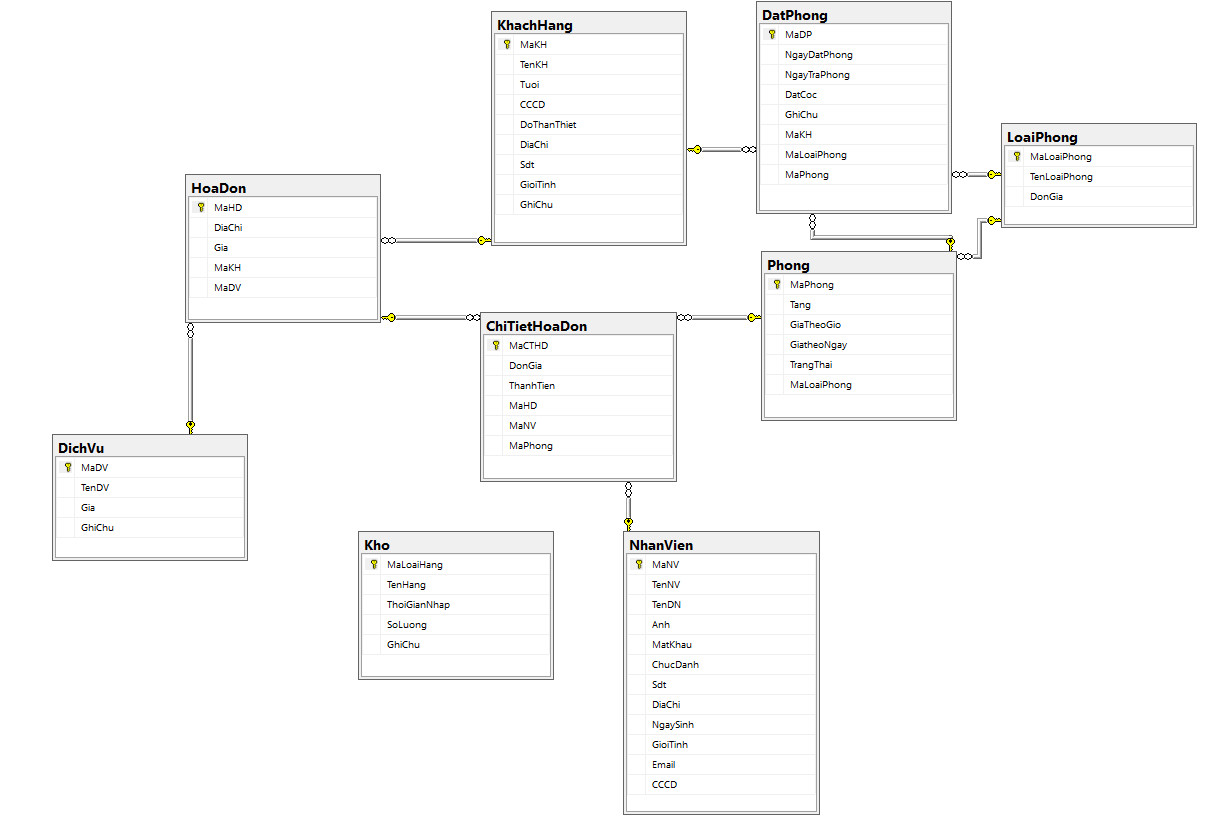 KhachHang
MaKH
TenKH
Tuoi
CCCD
DoThanThiet
DiaChi
Sdt
GioiTinh
GhiChu
DatPhong
MaDP
NgayDatPhong
NgayTraPhong
DatCoc
GhiChu
MaKH
MaLoaiPhong
MaPhong
LoaiPhong
MaLoaiPhong
TenLoaiPhong
DonGia
HoaDon
MaHD
DiaChi
Gia
MaKH
MaDV
Phong
MaPhong
Tang
GiaTheoGio
GiatheoNgay
TrangThai
MaLoaiPhong
ChiTietHoaDon
MaCTHD
DonGia
ThanhTien
MaHD
MaNV
MaPhong
DichVu
MaDV
TenDV
Gia
GhiChu
Kho
MaLoaiHang
TenHang
ThoiGianNhap
SoLuong
GhiChu
NhanVien
MaNV
TenNV
TenDN
Anh
MatKhau
ChucDanh
Sdt
DiaChi
NgaySinh
GioiTinh
Email
CCCD